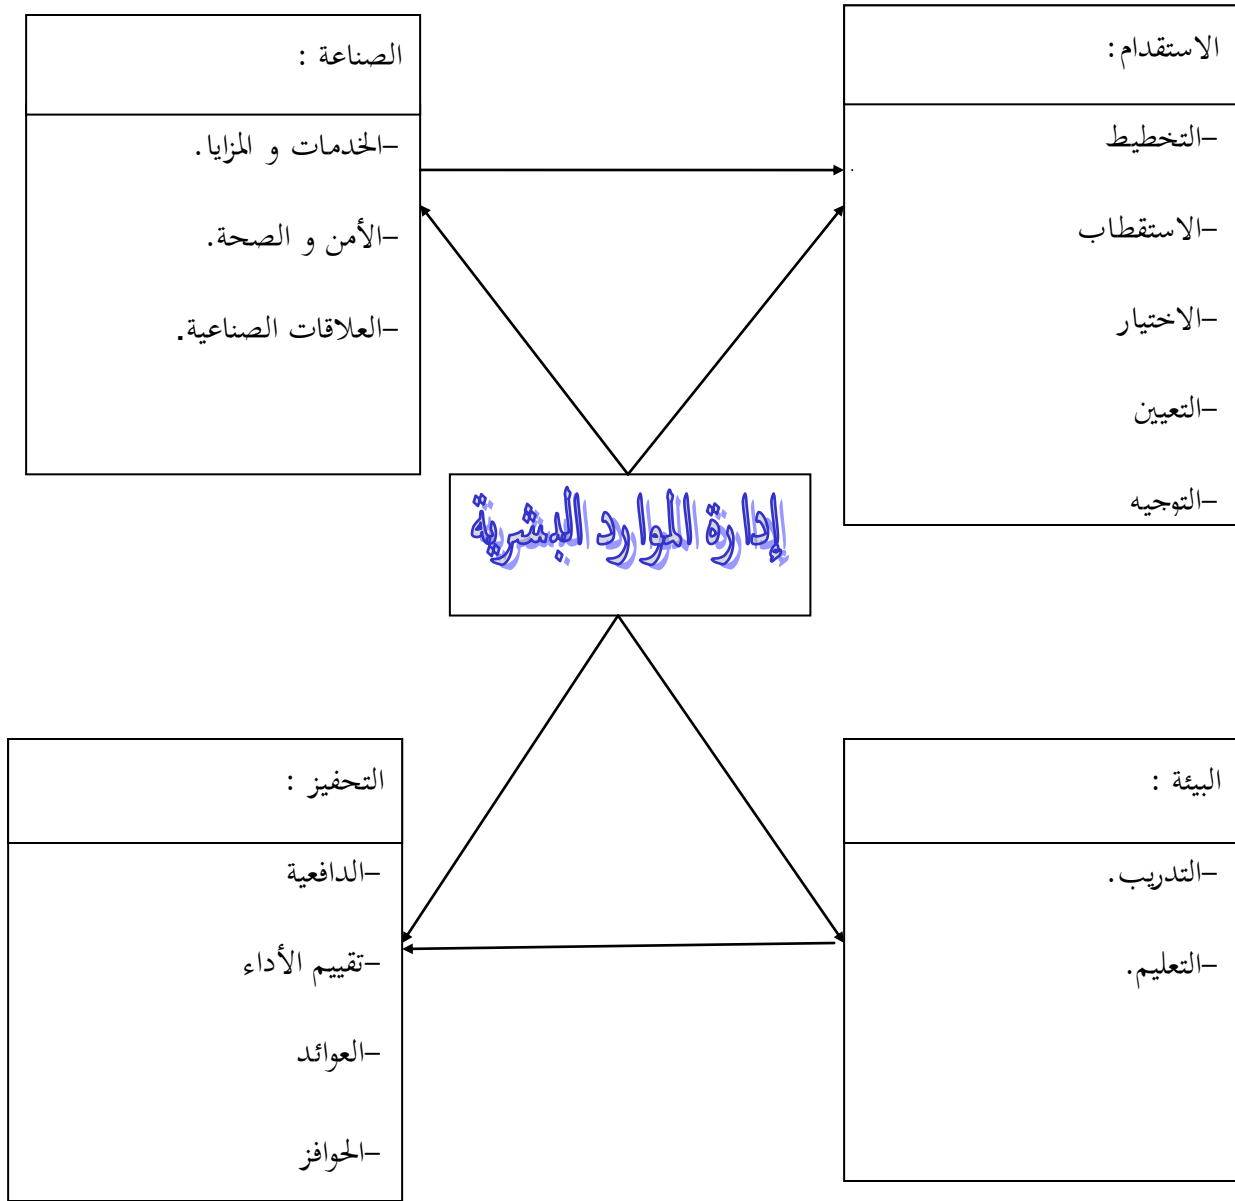 الاستقدام:
-التخطيط
-الاستقطاب
-الاختيار
-التعيين
-التوجيه
الصناعة :
-الخدمات و المزايا.
-الأمن و الصحة.
-العلاقات الصناعية.
إدارة الموارد البشرية
البيئة :
-التدريب.
-التعليم.
التحفيز :
-الدافعية
-تقييم الأداء
-العوائد
-الحوافز